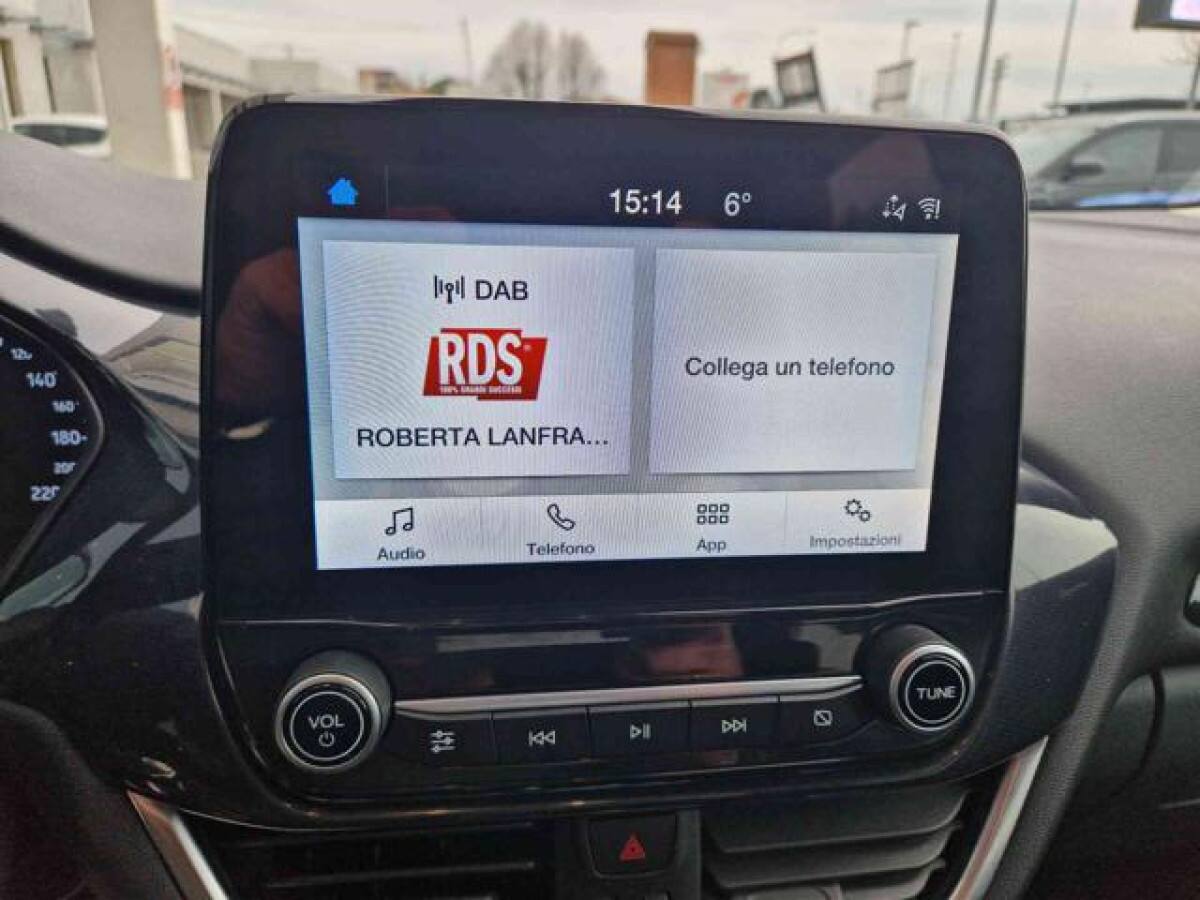 15:14 6°
DAB
RDS
100% GRANDI SUCCESSI
ROBERTA LANFRA...
Collega un telefono
Audio
Telefono
App
Impostazioni
120
140
160
180
200
220
VOL
TUNE